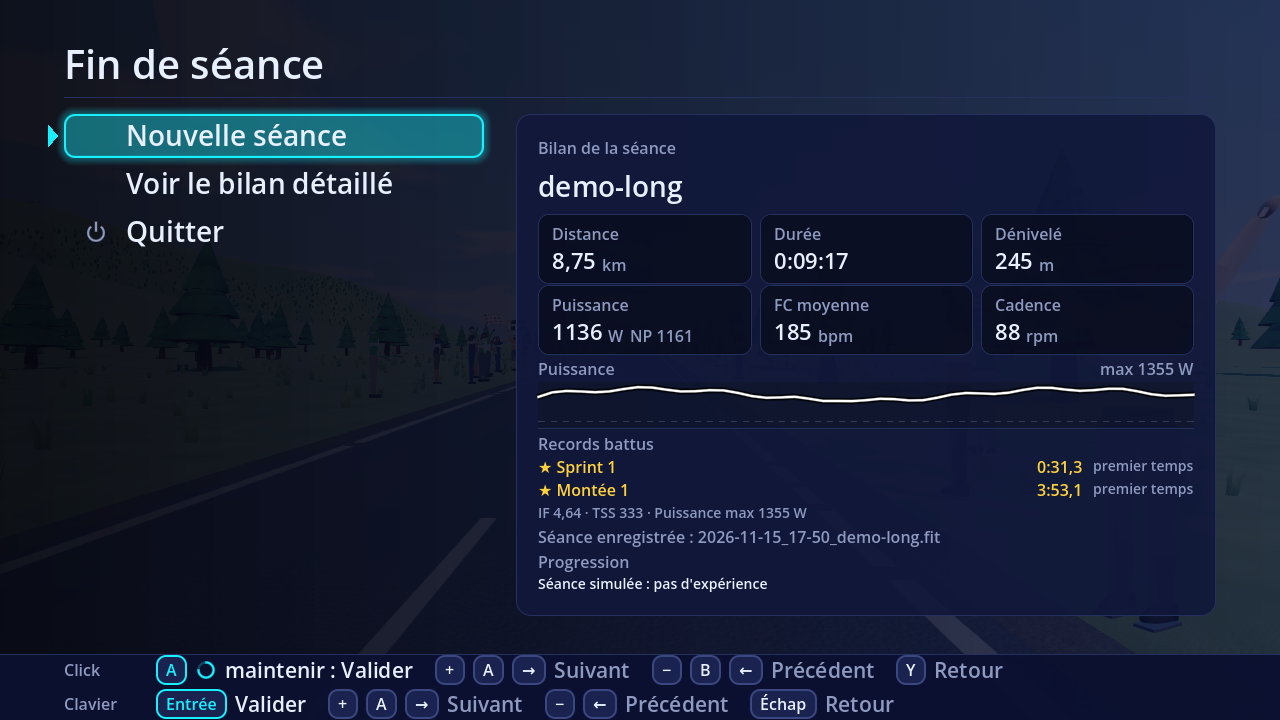 Fin de séance
Nouvelle séance
Voir le bilan détaillé
Quitter
Bilan de la séance
demo-long
Distance
8,75 km
Durée
0:09:17
Dénivelé
245 m
Puissance
1136 W NP 1161
FC moyenne
185 bpm
Cadence
88 rpm
Puissance
max 1355 W
Records battus
★ Sprint 1 0:31,3 premier temps
★ Montée 1 3:53,1 premier temps
IF 4,64 · TSS 333 · Puissance max 1355 W
Séance enregistrée : 2026-11-15_17-50_demo-long.fit
Progression
Séance simulée : pas d'expérience
Click A maintenir : Valider + A → Suivant − B ← Précédent Y Retour
Clavier Entrée Valider + A → Suivant − ← Précédent Échap Retour